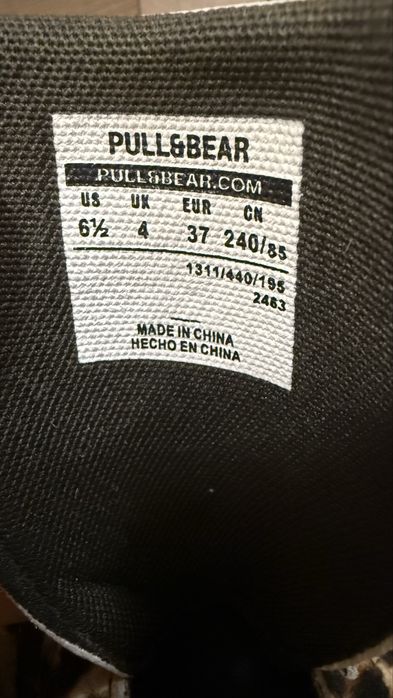 PULL&BEAR
PULL&BEAR.COM
US UK EUR CN
6½ 4 37 240/85
1311/440/195
2463
MADE IN CHINA
HECHO EN CHINA